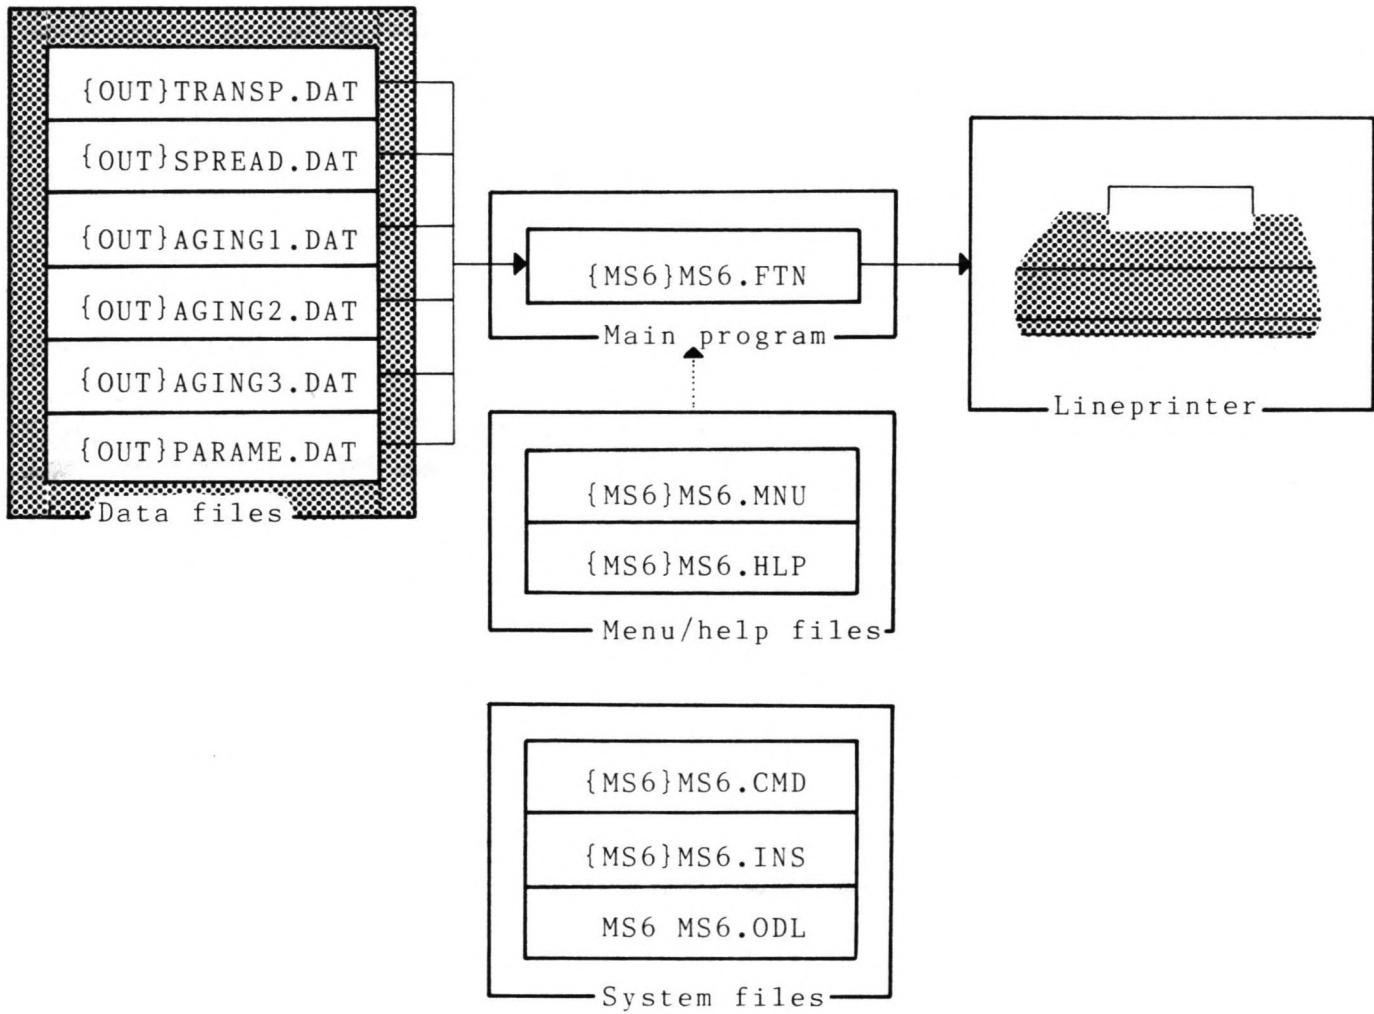 {OUT}TRANSP.DAT
{OUT}SPREAD.DAT
{OUT}AGING1.DAT
{OUT}AGING2.DAT
{OUT}AGING3.DAT
{OUT}PARAME.DAT
Data files
{MS6}MS6.FTN
Main program
Lineprinter
{MS6}MS6.MNU
{MS6}MS6.HLP
Menu/help files
{MS6}MS6.CMD
{MS6}MS6.INS
MS6 MS6.ODL
System files